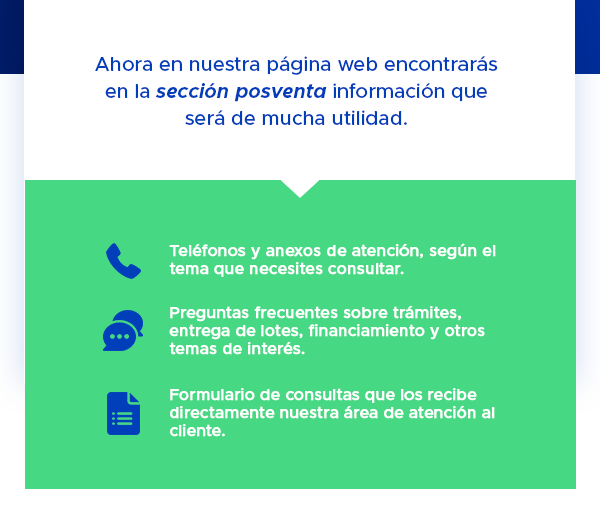 Ahora en nuestra página web encontrarás
en la sección posventa información que
será de mucha utilidad.
Teléfonos y anexos de atención, según el
tema que necesites consultar.
Preguntas frecuentes sobre trámites,
entrega de lotes, financiamiento y otros
temas de interés.
Formulario de consultas que los recibe
directamente nuestra área de atención al
cliente.